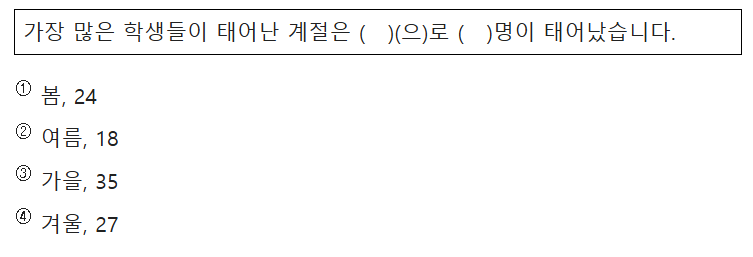 가장 많은 학생들이 태어난 계절은 (   )(으)로 (   )명이 태어났습니다.
① 봄, 24
② 여름, 18
③ 가을, 35
④ 겨울, 27